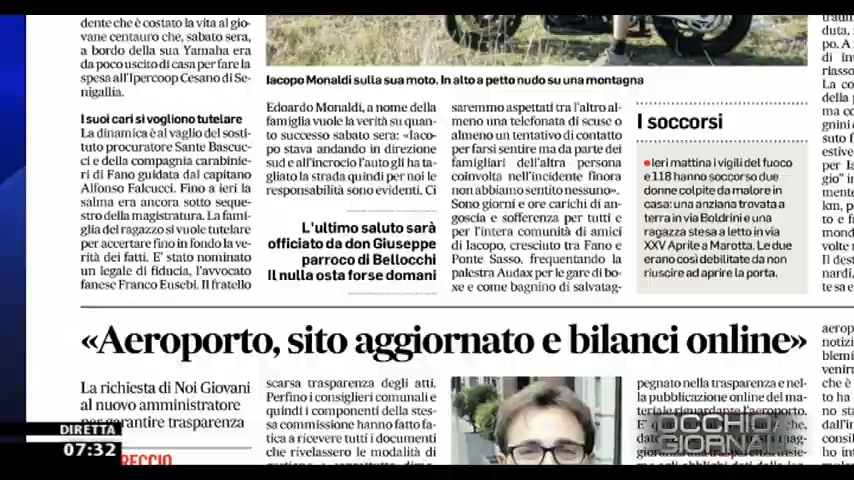 dente che è costato la vita al gio-
vane centauro che, sabato sera,
a bordo della sua Yamaha era
da poco uscito di casa per fare la
spesa all'Ipercoop Cesano di Se-
nigallia.
I suoi cari si vogliono tutelare
La dinamica è al vaglio del sosti-
tuto procuratore Sante Bascuc-
ci e della compagnia carabinie-
ri di Fano guidata dal capitano
Alfonso Falcucci. Fino a ieri la
salma era ancora sotto seque-
stro della magistratura. La fami-
glia del ragazzo si vuole tutelare
per accertare fino in fondo la ve-
rità dei fatti. E' stato nominato
un legale di fiducia, l'avvocato
fanese Franco Eusebi. Il fratello
Iacopo Monaldi sulla sua moto. In alto a petto nudo su una montagna
Edoardo Monaldi, a nome della
famiglia vuole la verità su quan-
to successo sabato sera: «Iaco-
po stava andando in direzione
sud e all'incrocio l'auto gli ha ta-
gliato la strada quindi per noi le
responsabilità sono evidenti. Ci
L'ultimo saluto sarà
officiato da don Giuseppe
parroco di Bellocchi
Il nulla osta forse domani
saremmo aspettati tra l'altro al-
meno una telefonata di scuse o
almeno un tentativo di contatto
per farsi sentire ma da parte dei
famigliari dell'altra persona
coinvolta nell'incidente finora
non abbiamo sentito nessuno».
Sono giorni e ore carichi di an-
goscia e sofferenza per tutti e
per l'intera comunità di amici
di Iacopo, cresciuto tra Fano e
Ponte Sasso, frequentando la
palestra Audax per le gare di bo-
xe e come bagnino di salvatag-
I soccorsi
●Ieri mattina i vigili del fuoco
e 118 hanno soccorso due
donne colpite da malore in
casa: una anziana trovata a
terra in via Boldrini e una
ragazza stesa a letto in via
XXV Aprile a Marotta. Le due
erano così debilitate da non
riuscire ad aprire la porta.
«Aeroporto, sito aggiornato e bilanci online»
La richiesta di Noi Giovani
al nuovo amministratore
per garantire trasparenza
scarsa trasparenza degli atti.
Perfino i consiglieri comunali e
quindi i componenti della stes-
sa commissione hanno fatto fa-
tica a ricevere tutti i documenti
che rivelassero le modalità di
pegnato nella trasparenza e nel-
la pubblicazione online del ma-
teriale riguardante l'aeroporto.
OCCHIO
GIORNA
DIRETTA
07:32